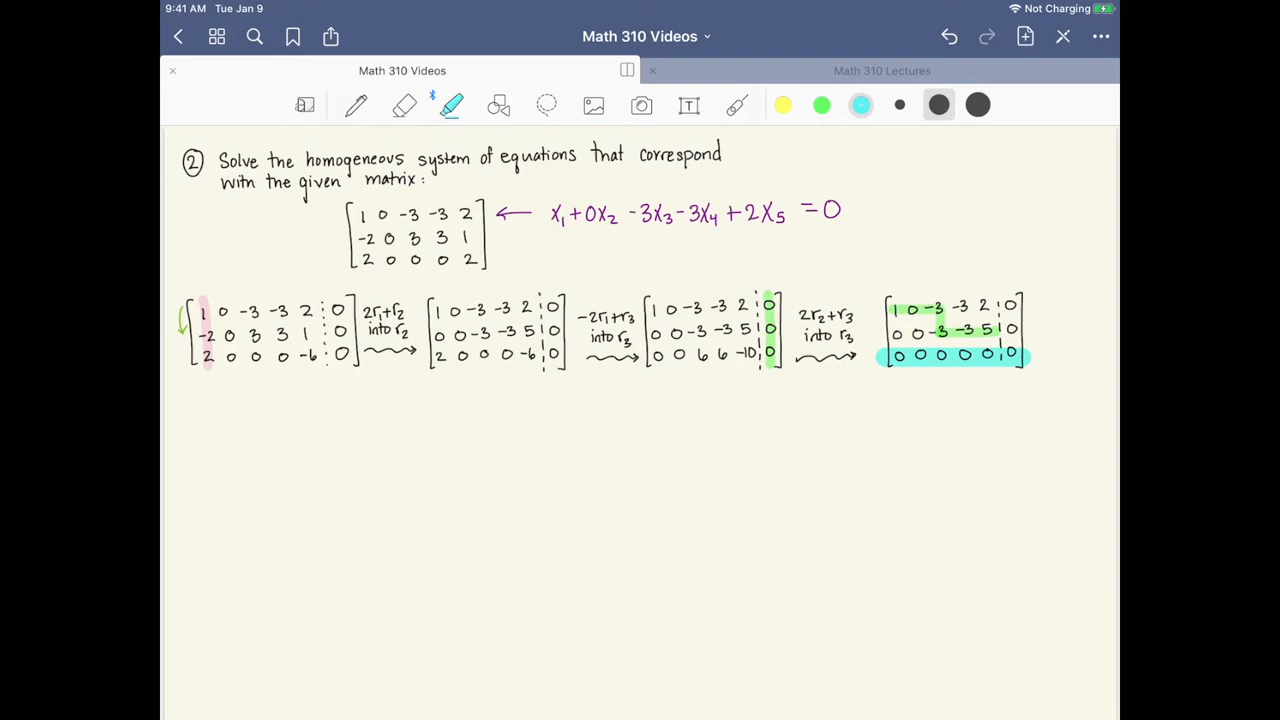 9:41 AM Tue Jan 9
Not Charging
Math 310 Videos
Math 310 Videos
Math 310 Lectures
② Solve the homogeneous system of equations that correspond
with the given matrix:
[1 0 -3 -3 2] ← x₁ + 0x₂ - 3x₃ - 3x₄ + 2x₅ = 0
[-2 0 3 3 1]
[2 0 0 0 2]
[1 0 -3 -3 2 ¦ 0] 2r₁+r₂ [1 0 -3 -3 2 ¦ 0] -2r₁+r₃ [1 0 -3 -3 2 ¦ 0] 2r₂+r₃ [1 0 -3 -3 2 ¦ 0]
[-2 0 3 3 1 ¦ 0] into r₂ [0 0 -3 -3 5 ¦ 0] into r₃ [0 0 -3 -3 5 ¦ 0] into r₃ [0 0 -3 -3 5 ¦ 0]
[2 0 0 0 -6 ¦ 0] [2 0 0 0 -6 ¦ 0] [0 0 6 6 -10 ¦ 0] [0 0 0 0 0 ¦ 0]